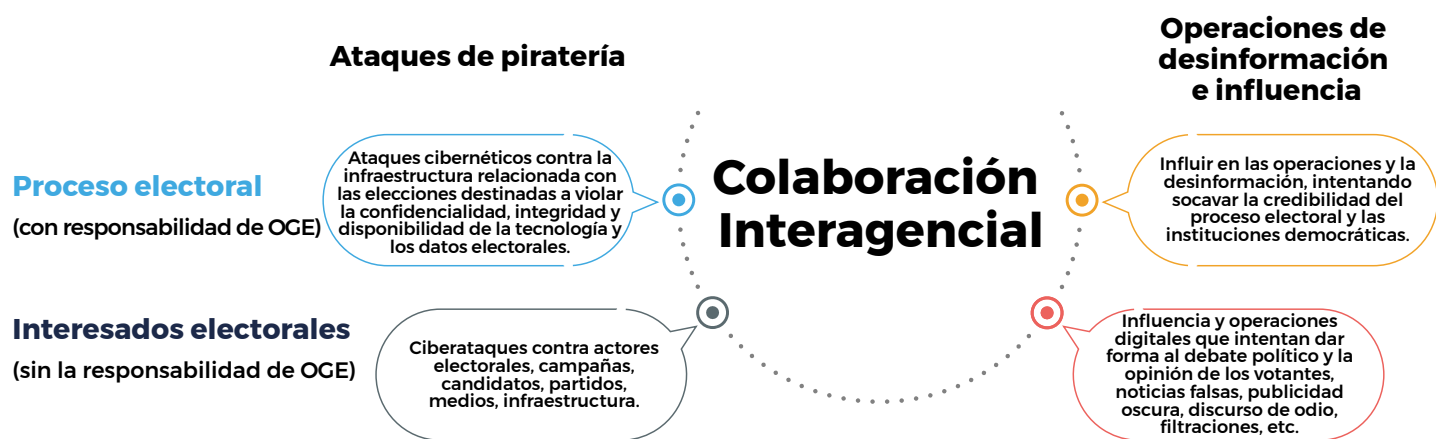 Ataques de piratería
Operaciones de
desinformación
e influencia
Proceso electoral
(con responsabilidad de OGE)
Ataques cibernéticos contra la
infraestructura relacionada con
las elecciones destinadas a violar
la confidencialidad, integridad y
disponibilidad de la tecnología y
los datos electorales.
Colaboración
Interagencial
Influir en las operaciones y la
desinformación, intentando
socavar la credibilidad del
proceso electoral y las
instituciones democráticas.
Interesados electorales
(sin la responsabilidad de OGE)
Ciberataques contra actores
electorales, campañas,
candidatos, partidos,
medios, infraestructura.
Influencia y operaciones
digitales que intentan dar
forma al debate político y la
opinión de los votantes,
noticias falsas, publicidad
oscura, discurso de odio,
filtraciones, etc.